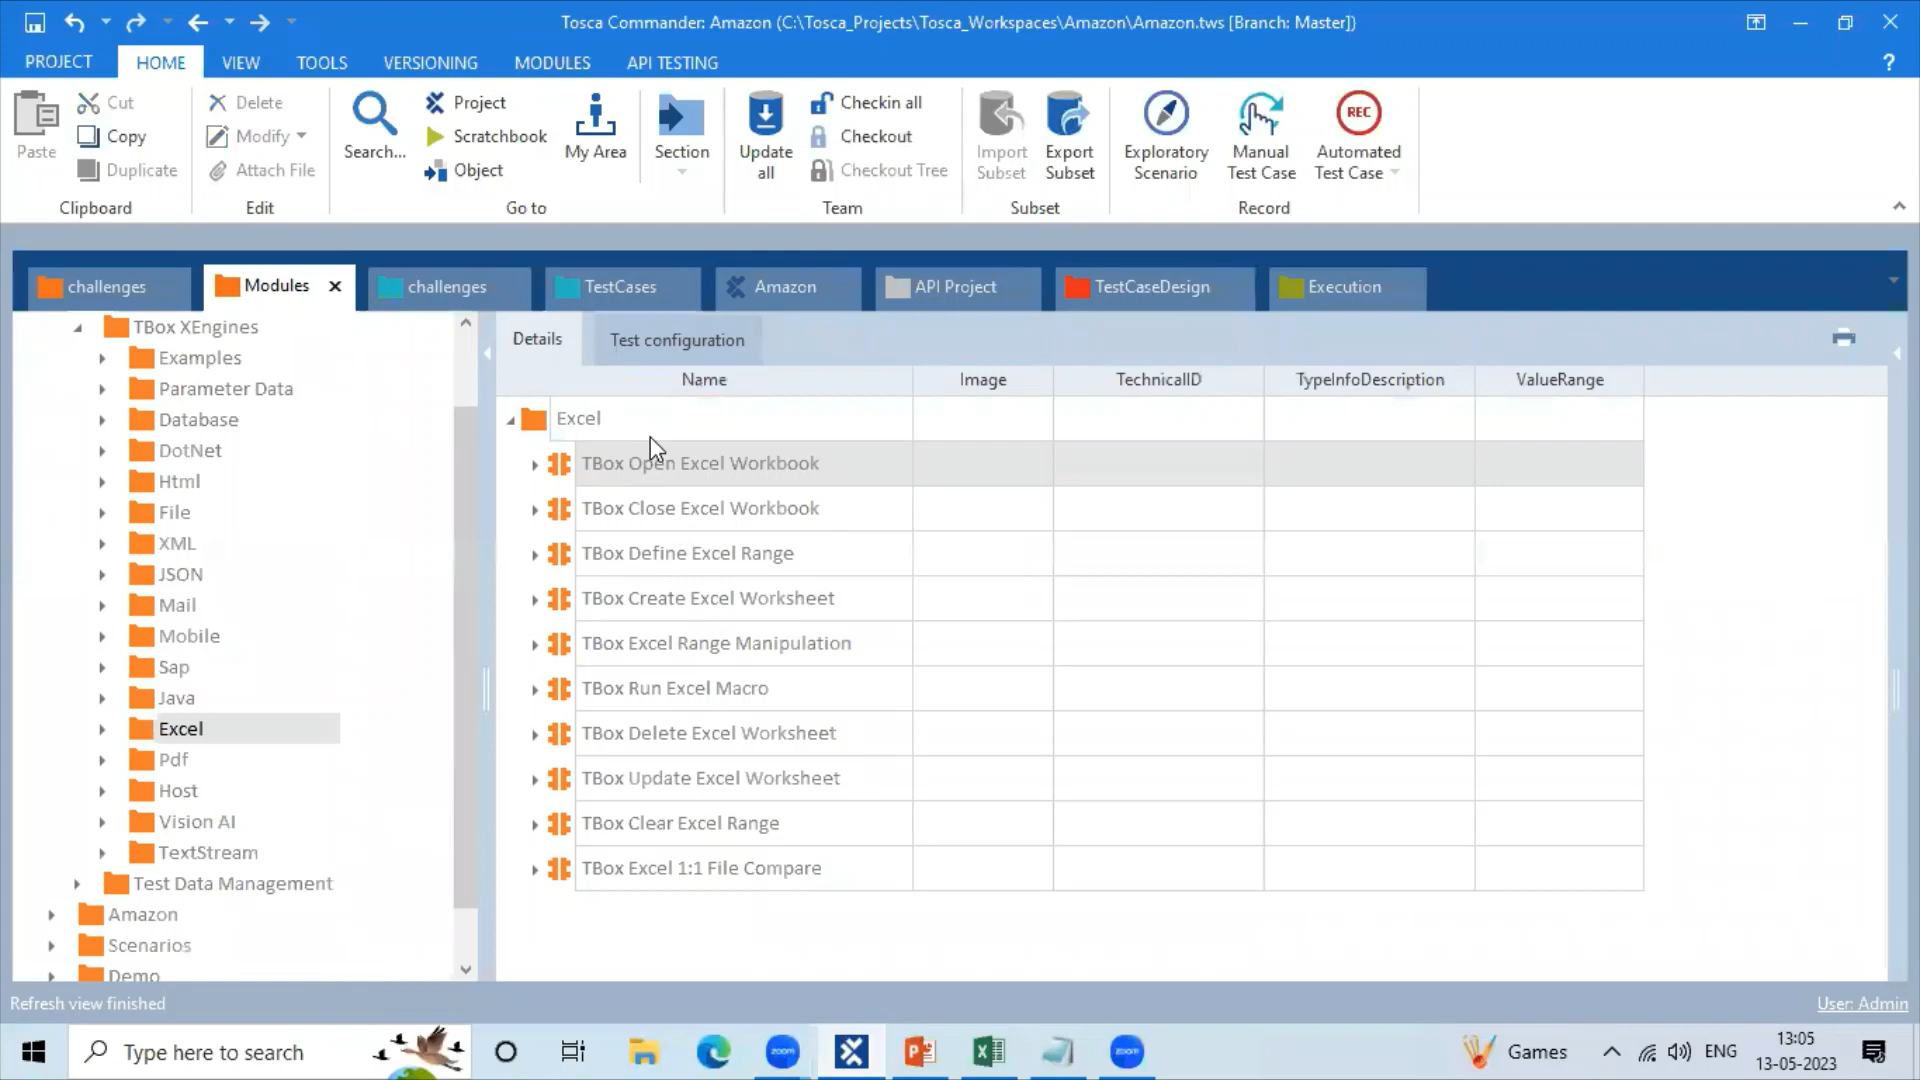 Tosca Commander: Amazon (C:\Tosca_Projects\Tosca_Workspaces\Amazon\Amazon.tws [Branch: Master])
PROJECT HOME VIEW TOOLS VERSIONING MODULES API TESTING ?
Paste
Cut
Copy
Duplicate
Clipboard
Delete
Modify
Attach File
Edit
Search...
Project
Scratchbook
Object
My Area
Section
Go to
Update all
Checkin all
Checkout
Checkout Tree
Team
Import Subset
Export Subset
Subset
Exploratory Scenario
Manual Test Case
REC
Automated Test Case
Record
challenges Modules challenges TestCases Amazon API Project TestCaseDesign Execution
TBox XEngines
Examples
Parameter Data
Database
DotNet
Html
File
XML
JSON
Mail
Mobile
Sap
Java
Excel
Pdf
Host
Vision AI
TextStream
Test Data Management
Amazon
Scenarios
Demo
Details Test configuration
Name Image TechnicalID TypeInfoDescription ValueRange
Excel
TBox Open Excel Workbook
TBox Close Excel Workbook
TBox Define Excel Range
TBox Create Excel Worksheet
TBox Excel Range Manipulation
TBox Run Excel Macro
TBox Delete Excel Worksheet
TBox Update Excel Worksheet
TBox Clear Excel Range
TBox Excel 1:1 File Compare
Refresh view finished User: Admin
Type here to search
zoom
zoom
Games
ENG
13:05
13-05-2023